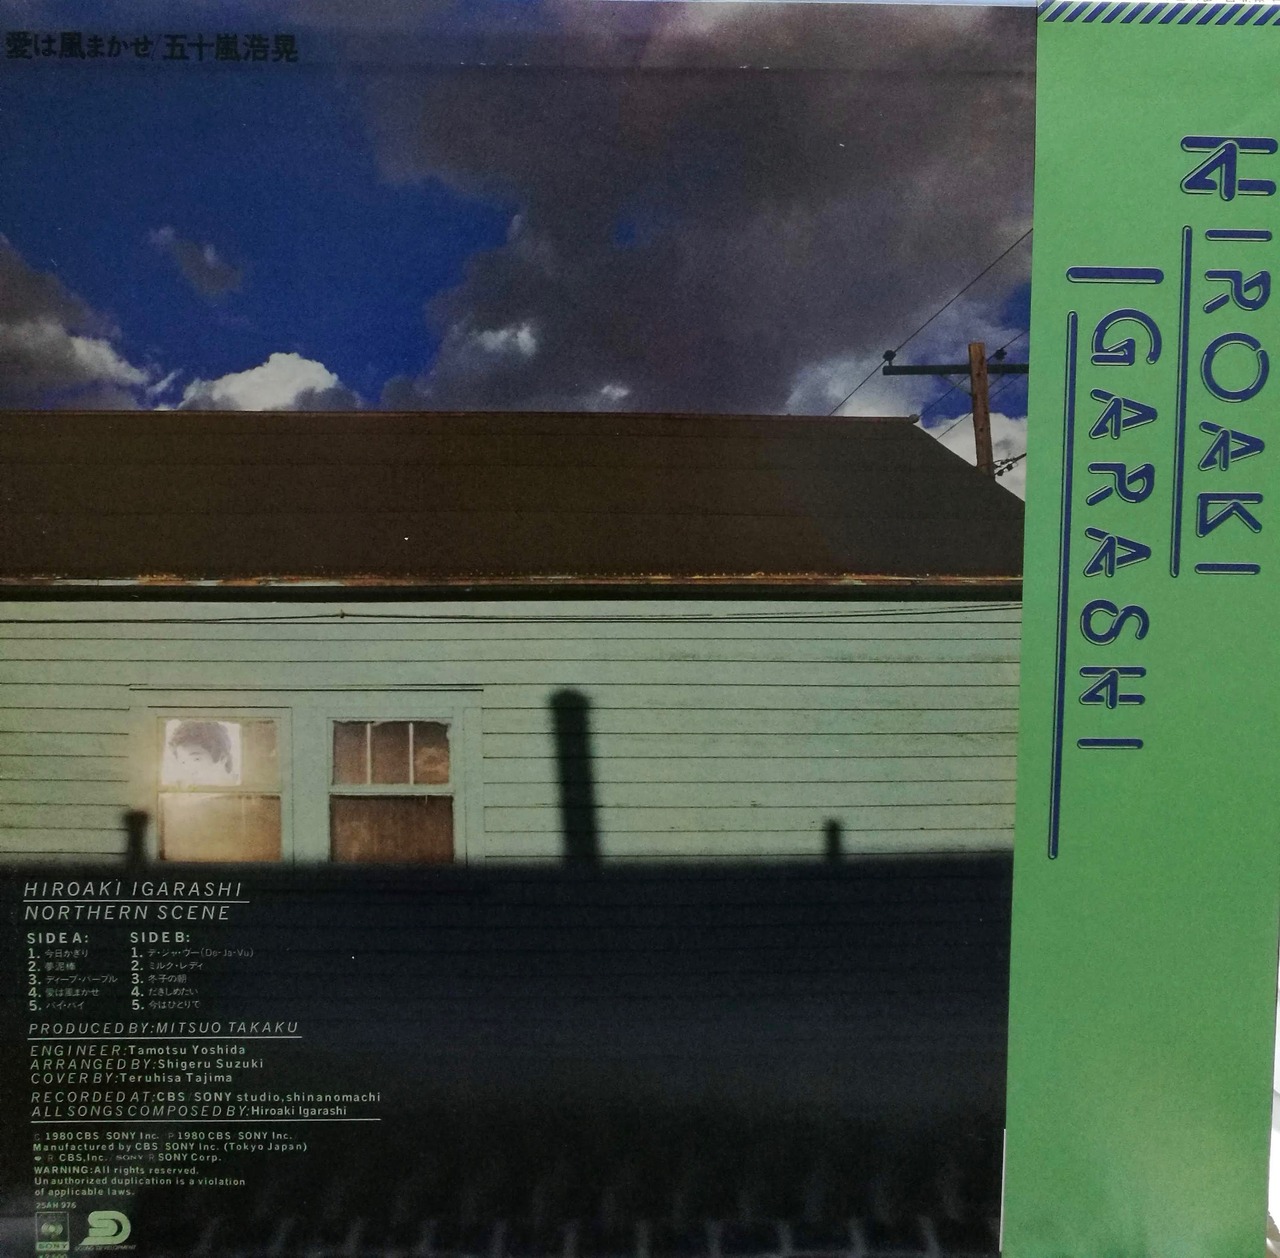 愛は風まかせ/五十嵐浩晃
HIROAKI
IGARASHI
HIROAKI IGARASHI
NORTHERN SCENE
SIDE A:
1. 今日かぎり
2. 夢泥棒
3. ディープ・パープル
4. 愛は風まかせ
5. バイ・バイ
SIDE B:
1. デ・ジャ・ヴー(De-Ja-Vu)
2. ミルク・レディ
3. 冬子の朝
4. だきしめたい
5. 今はひとりで
PRODUCED BY:MITSUO TAKAKU
ENGINEER:Tamotsu Yoshida
ARRANGED BY:Shigeru Suzuki
COVER BY:Teruhisa Tajima
RECORDED AT:CBS/SONY studio,shinanomachi
ALL SONGS COMPOSED BY:Hiroaki Igarashi
© 1980 CBS/SONY Inc. ℗ 1980 CBS/SONY Inc.
Manufactured by CBS/SONY Inc. (Tokyo Japan)
® CBS,Inc./SONY ® SONY Corp.
WARNING:All rights reserved.
Unauthorized duplication is a violation
of applicable laws.
25AH 976
SONY
SOUND DEVELOPMENT